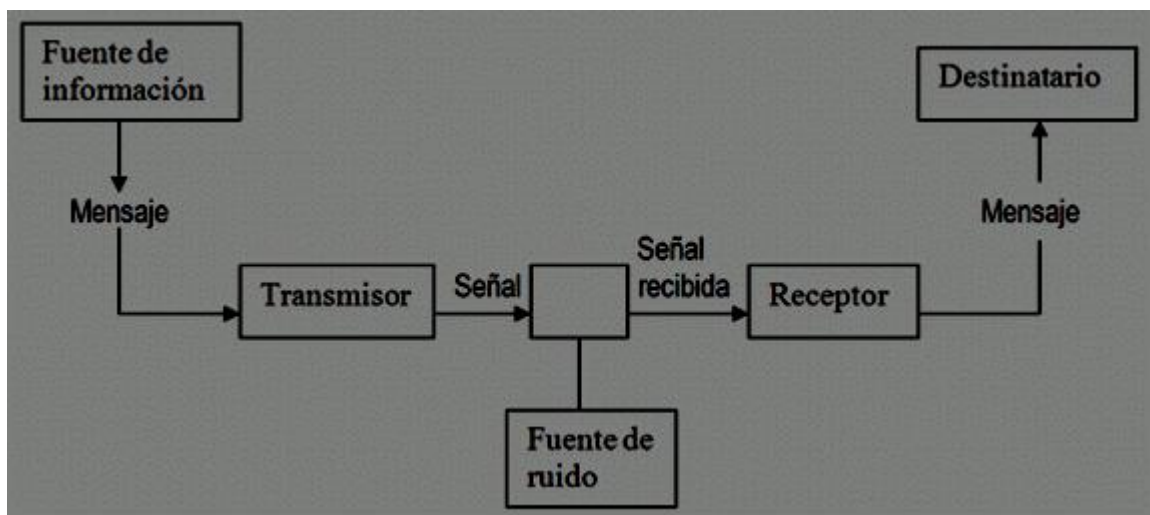 Fuente de
información
Destinatario
Mensaje
Mensaje
Transmisor
Señal
Señal
recibida
Receptor
Fuente de
ruido